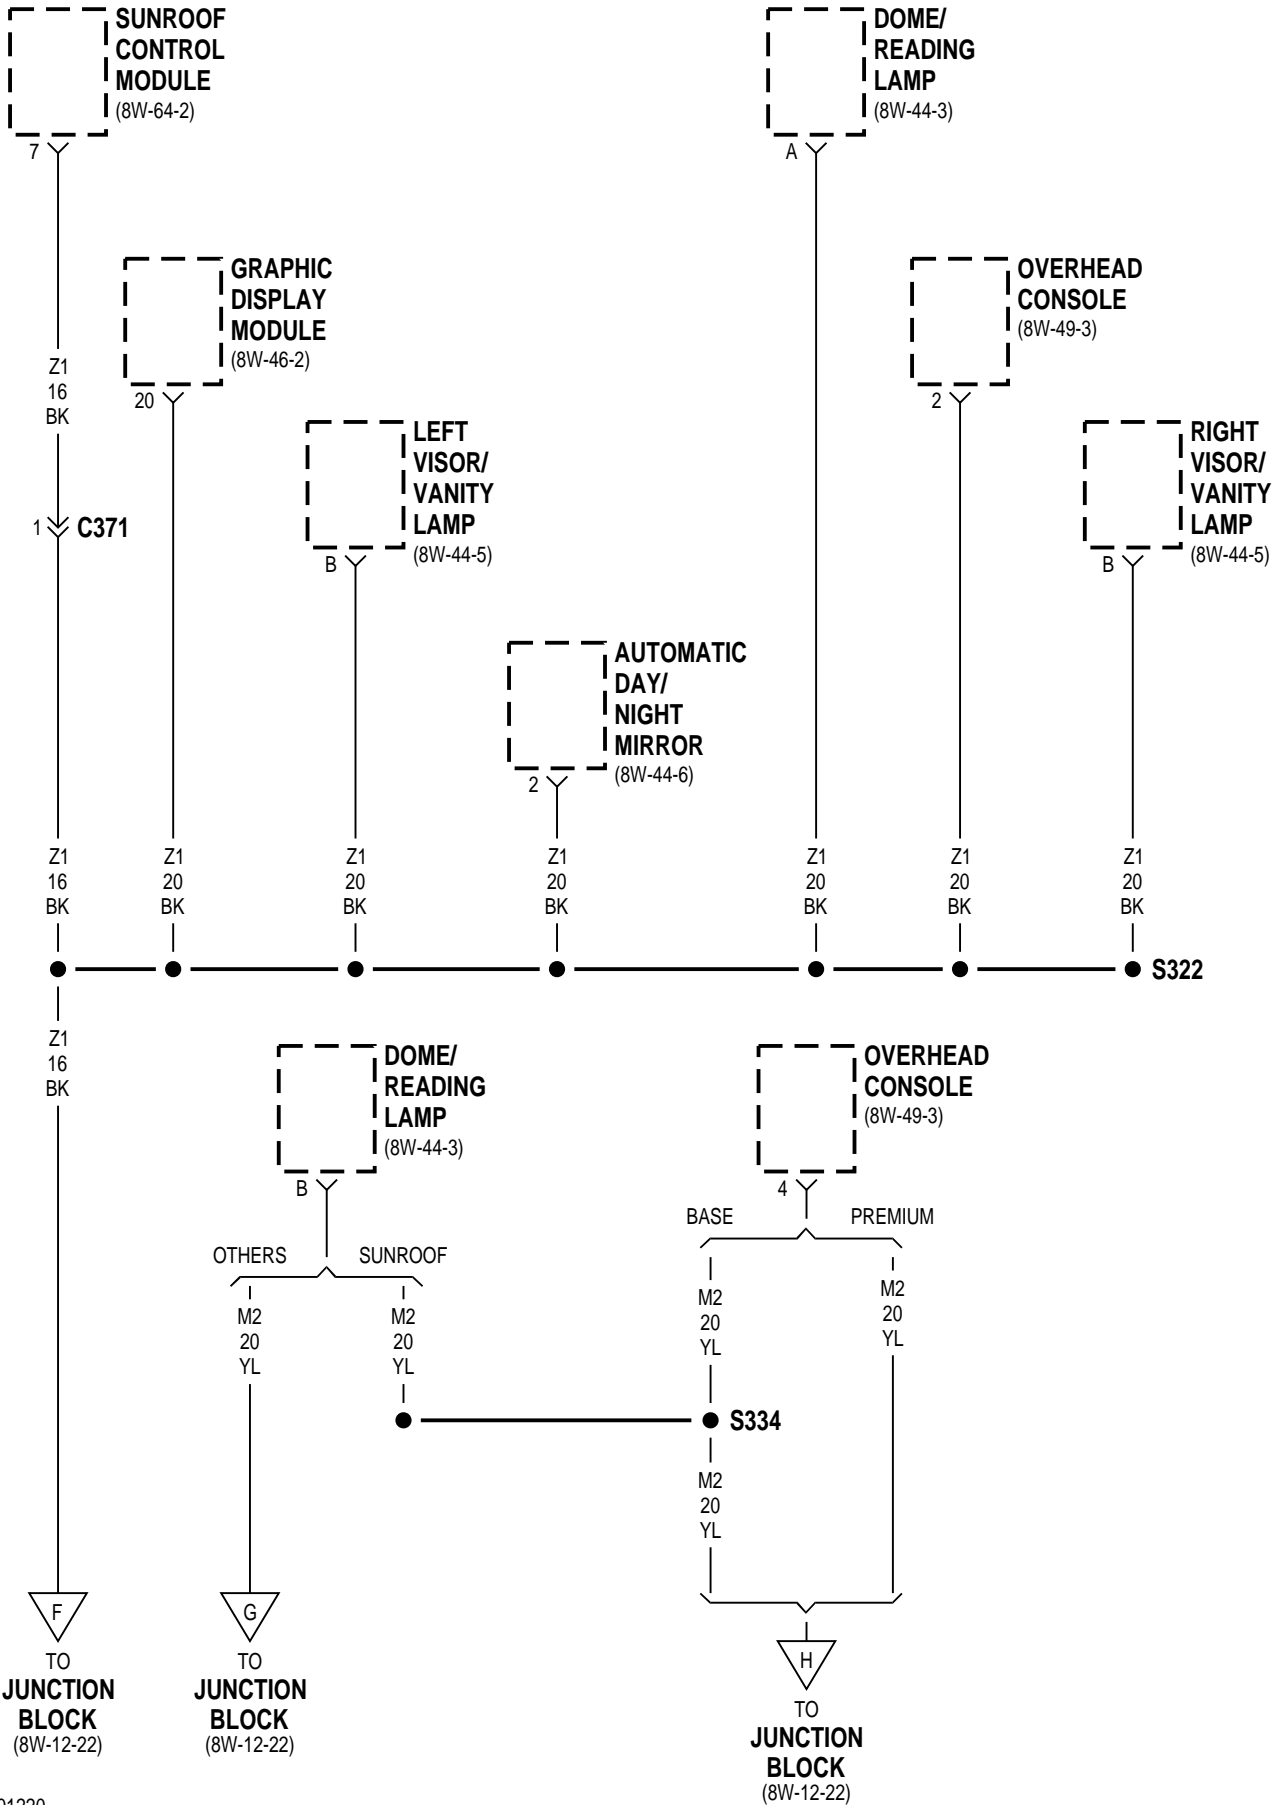 SUNROOF
CONTROL
MODULE
(8W-64-2)
7
DOME/
READING
LAMP
(8W-44-3)
A
GRAPHIC
DISPLAY
MODULE
(8W-46-2)
20
OVERHEAD
CONSOLE
(8W-49-3)
2
Z1
16
BK
LEFT
VISOR/
VANITY
LAMP
(8W-44-5)
B
RIGHT
VISOR/
VANITY
LAMP
(8W-44-5)
B
1 C371
AUTOMATIC
DAY/
NIGHT
MIRROR
(8W-44-6)
2
Z1 Z1 Z1 Z1 Z1 Z1 Z1
16 20 20 20 20 20 20
BK BK BK BK BK BK BK
S322
Z1
16
BK
DOME/
READING
LAMP
(8W-44-3)
B
OVERHEAD
CONSOLE
(8W-49-3)
4
BASE PREMIUM
OTHERS SUNROOF
M2
20
YL
M2
20
YL
M2
20
YL
M2
20
YL
S334
M2
20
YL
F
TO
JUNCTION
BLOCK
(8W-12-22)
G
TO
JUNCTION
BLOCK
(8W-12-22)
H
TO
JUNCTION
BLOCK
(8W-12-22)